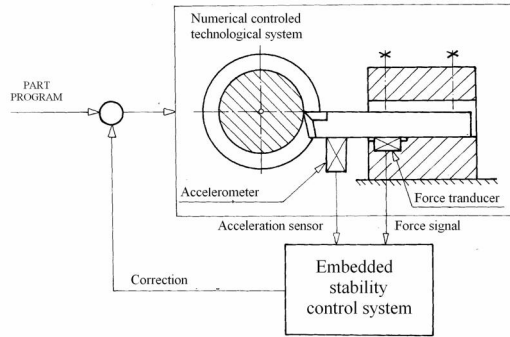 Numerical controled
technological system
PART
PROGRAM
Accelerometer
Force tranducer
Acceleration sensor
Force signal
Correction
Embedded
stability
control system